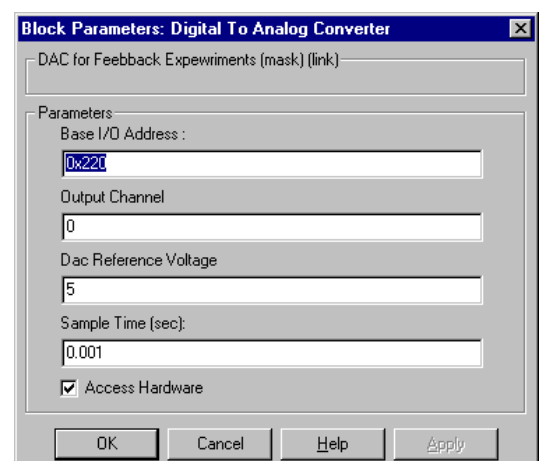 Block Parameters: Digital To Analog Converter
DAC for Feebback Expewriments (mask) (link)
Parameters
Base I/O Address :
0x220
Output Channel
0
Dac Reference Voltage
5
Sample Time (sec):
0.001
Access Hardware
OK Cancel Help Apply